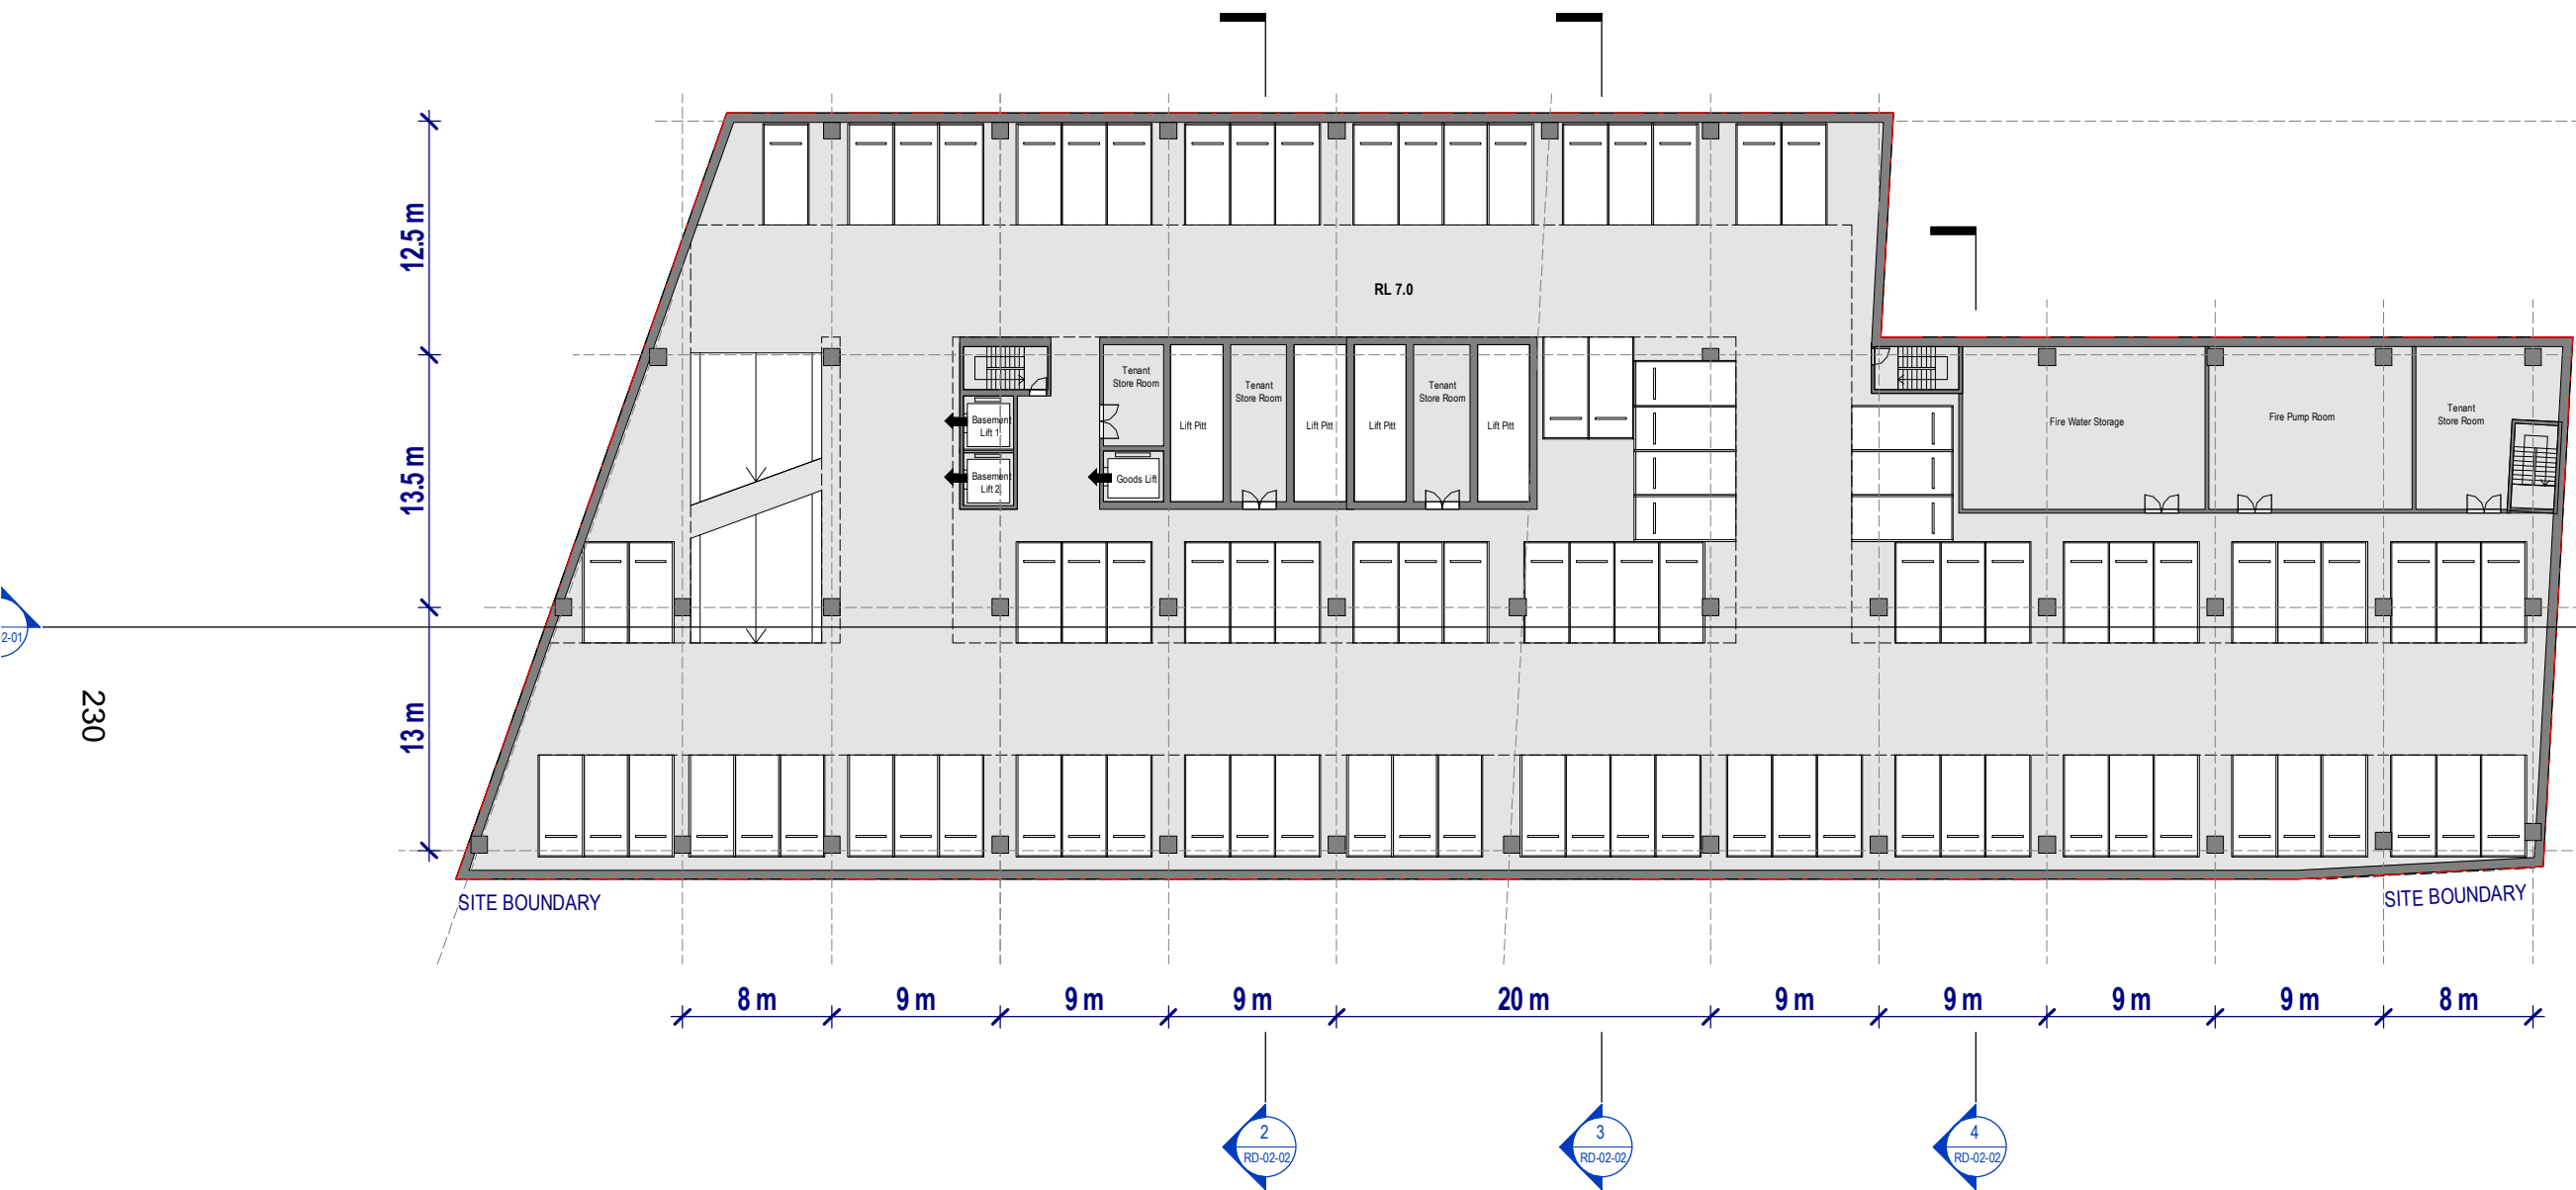 12.5 m
13.5 m
13 m
230
2-01
RL 7.0
Tenant
Store Room
Tenant
Store Room
Tenant
Store Room
Lift Pitt
Lift Pitt
Lift Pitt
Lift Pitt
Basement
Lift 1
Basement
Lift 2
Goods Lift
Fire Water Storage
Fire Pump Room
Tenant
Store Room
SITE BOUNDARY
SITE BOUNDARY
8 m
9 m
9 m
9 m
20 m
9 m
9 m
9 m
9 m
8 m
2
RD-02-02
3
RD-02-02
4
RD-02-02